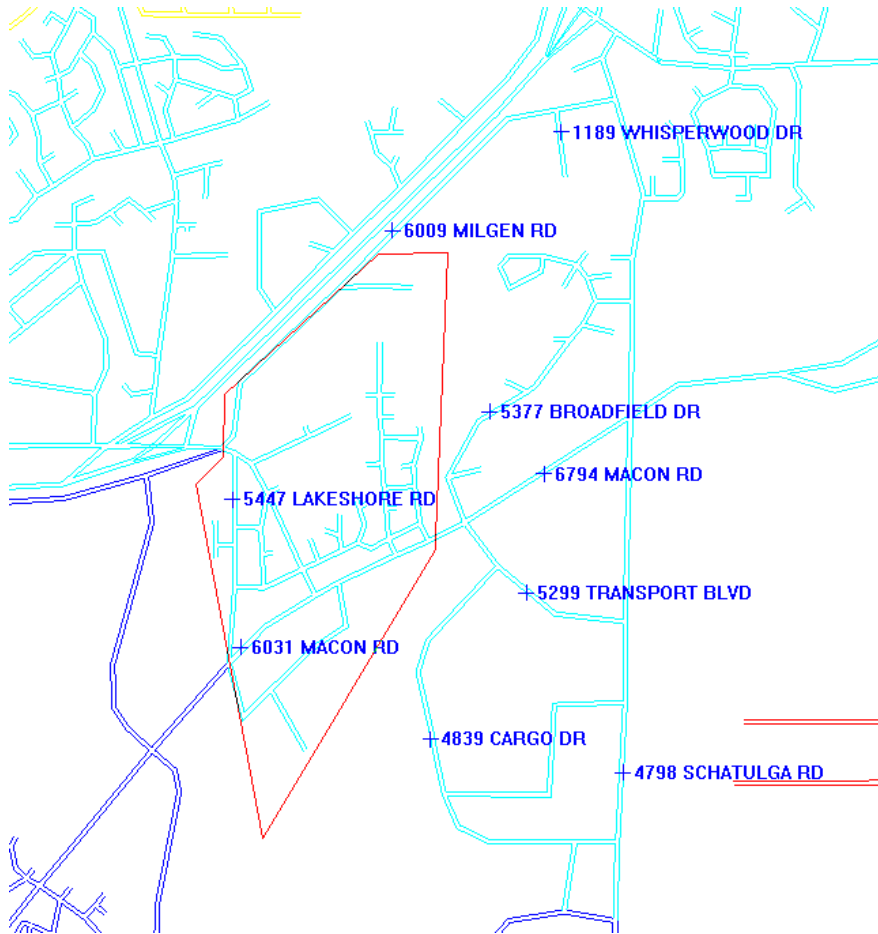 1189 WHISPERWOOD DR
6009 MILGEN RD
5377 BROADFIELD DR
6794 MACON RD
5447 LAKESHORE RD
5299 TRANSPORT BLVD
6031 MACON RD
4839 CARGO DR
4798 SCHATULGA RD